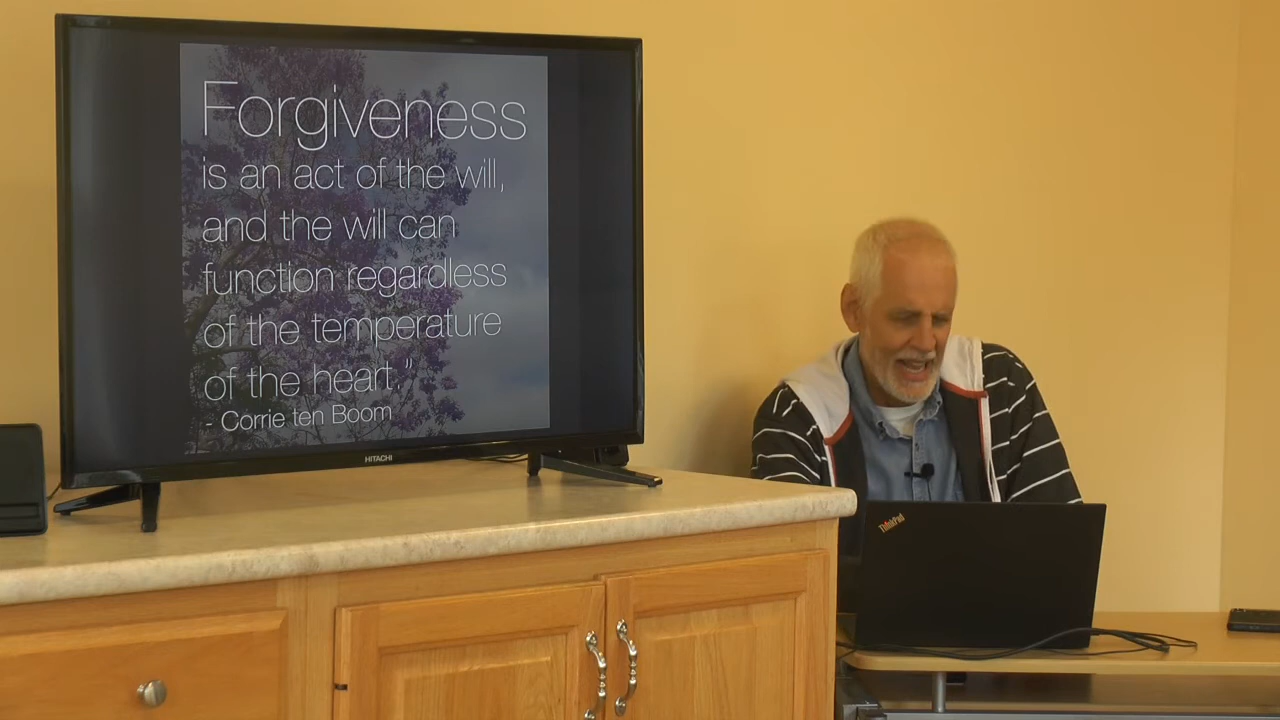 Forgiveness
is an act of the will,
and the will can
function regardless
of the temperature
of the heart."
- Corrie ten Boom
HITACHI
ThinkPad